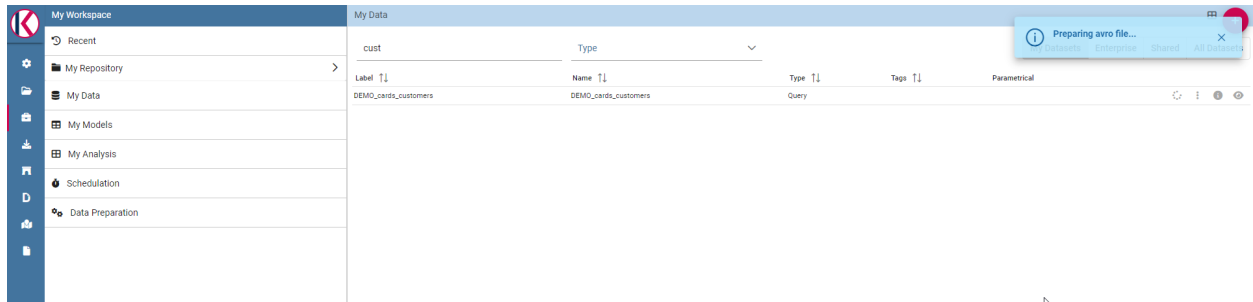 My Workspace
My Data
Recent
My Repository
My Data
My Models
My Analysis
Schedulation
Data Preparation
D
cust
Type
Preparing avro file...
My Datasets Enterprise Shared All Datasets
Label Name Type Tags Parametrical
DEMO_cards_customers DEMO_cards_customers Query